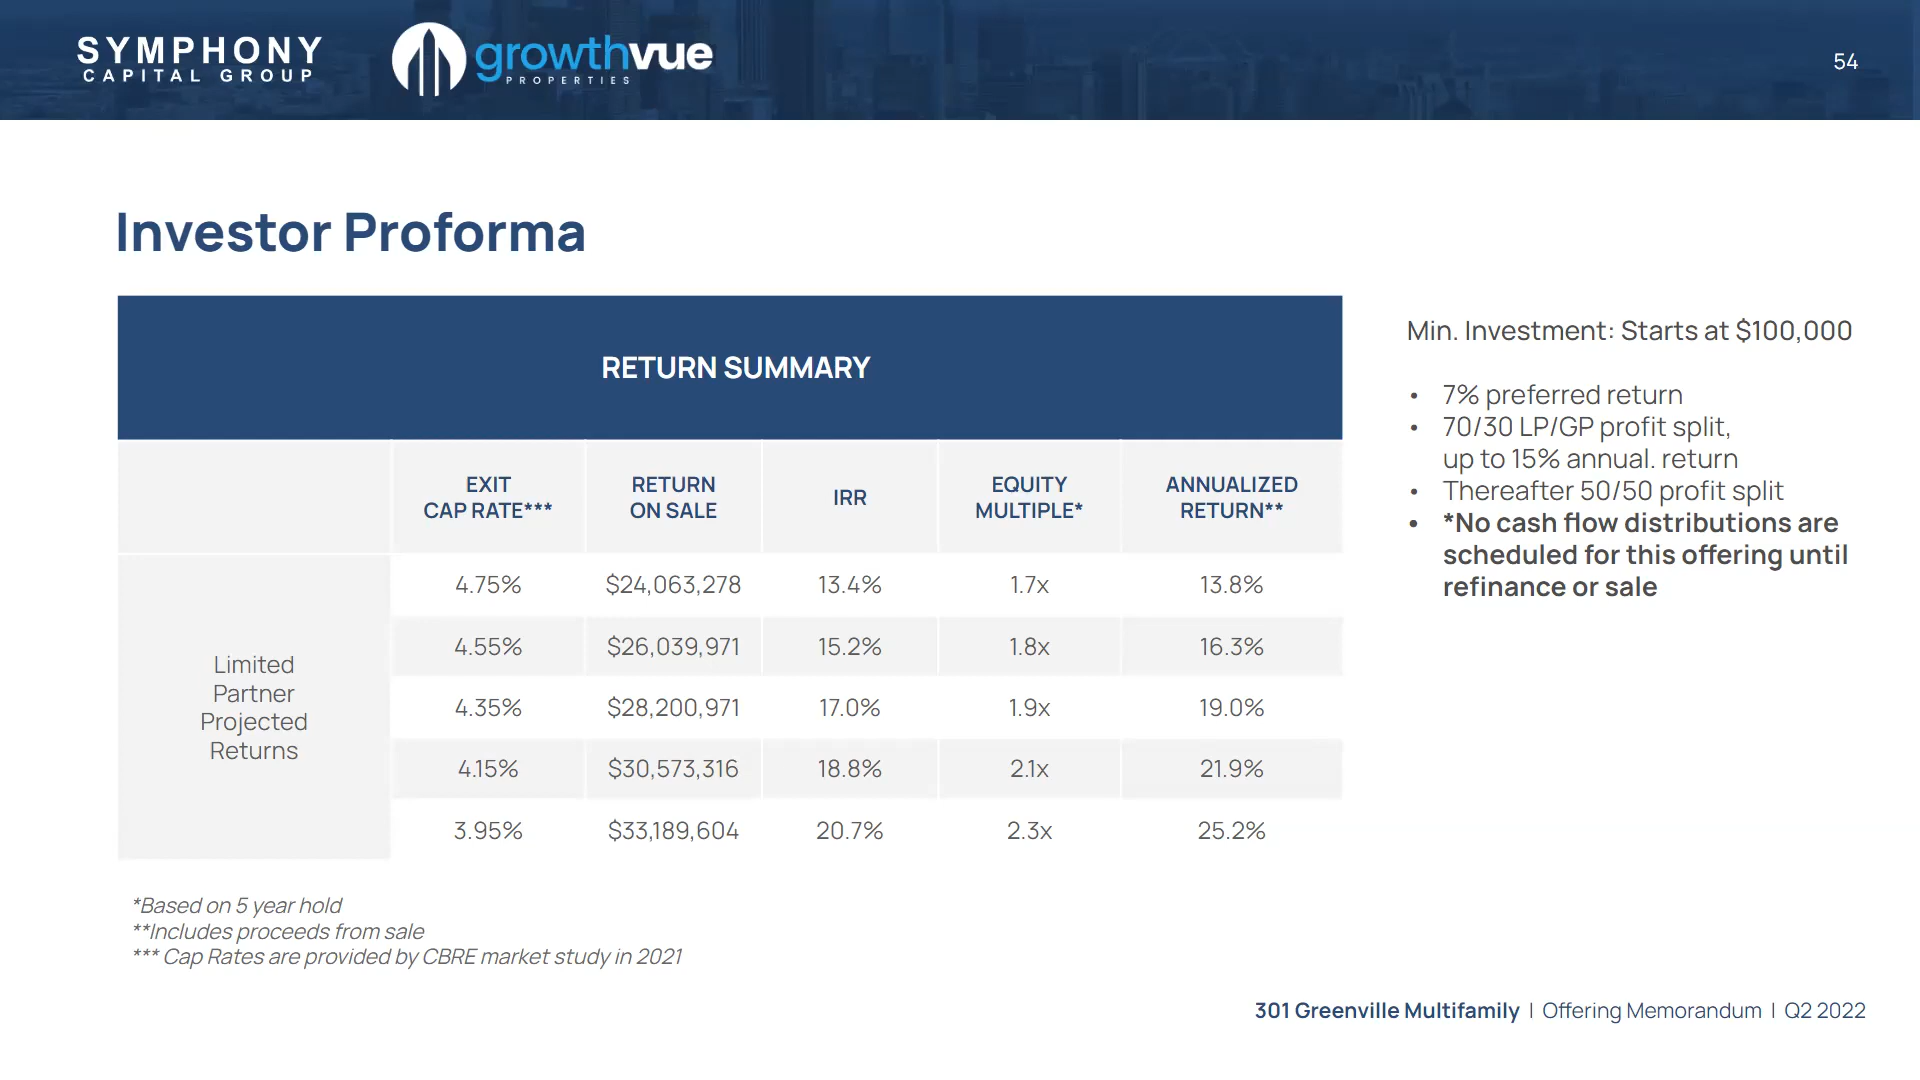 SYMPHONY
CAPITAL GROUP
growthvue
PROPERTIES
54
Investor Proforma
RETURN SUMMARY
EXIT
CAP RATE***
RETURN
ON SALE
IRR
EQUITY
MULTIPLE*
ANNUALIZED
RETURN**
Limited
Partner
Projected
Returns
4.75% $24,063,278 13.4% 1.7x 13.8%
4.55% $26,039,971 15.2% 1.8x 16.3%
4.35% $28,200,971 17.0% 1.9x 19.0%
4.15% $30,573,316 18.8% 2.1x 21.9%
3.95% $33,189,604 20.7% 2.3x 25.2%
*Based on 5 year hold
**Includes proceeds from sale
*** Cap Rates are provided by CBRE market study in 2021
Min. Investment: Starts at $100,000
• 7% preferred return
• 70/30 LP/GP profit split,
up to 15% annual. return
• Thereafter 50/50 profit split
• *No cash flow distributions are
scheduled for this offering until
refinance or sale
301 Greenville Multifamily | Offering Memorandum | Q2 2022